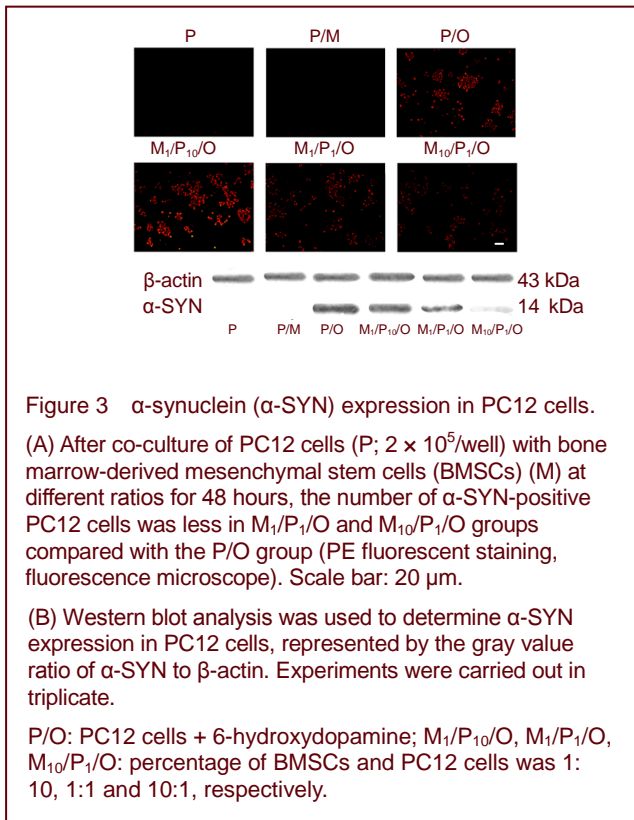 P P/M P/O
M₁/P₁₀/O M₁/P₁/O M₁₀/P₁/O
β-actin 43 kDa
α-SYN 14 kDa
P P/M P/O M₁/P₁₀/O M₁/P₁/O M₁₀/P₁/O
Figure 3 α-synuclein (α-SYN) expression in PC12 cells.
(A) After co-culture of PC12 cells (P; 2 × 10⁵/well) with bone
marrow-derived mesenchymal stem cells (BMSCs) (M) at
different ratios for 48 hours, the number of α-SYN-positive
PC12 cells was less in M₁/P₁/O and M₁₀/P₁/O groups
compared with the P/O group (PE fluorescent staining,
fluorescence microscope). Scale bar: 20 μm.
(B) Western blot analysis was used to determine α-SYN
expression in PC12 cells, represented by the gray value
ratio of α-SYN to β-actin. Experiments were carried out in
triplicate.
P/O: PC12 cells + 6-hydroxydopamine; M₁/P₁₀/O, M₁/P₁/O,
M₁₀/P₁/O: percentage of BMSCs and PC12 cells was 1:
10, 1:1 and 10:1, respectively.